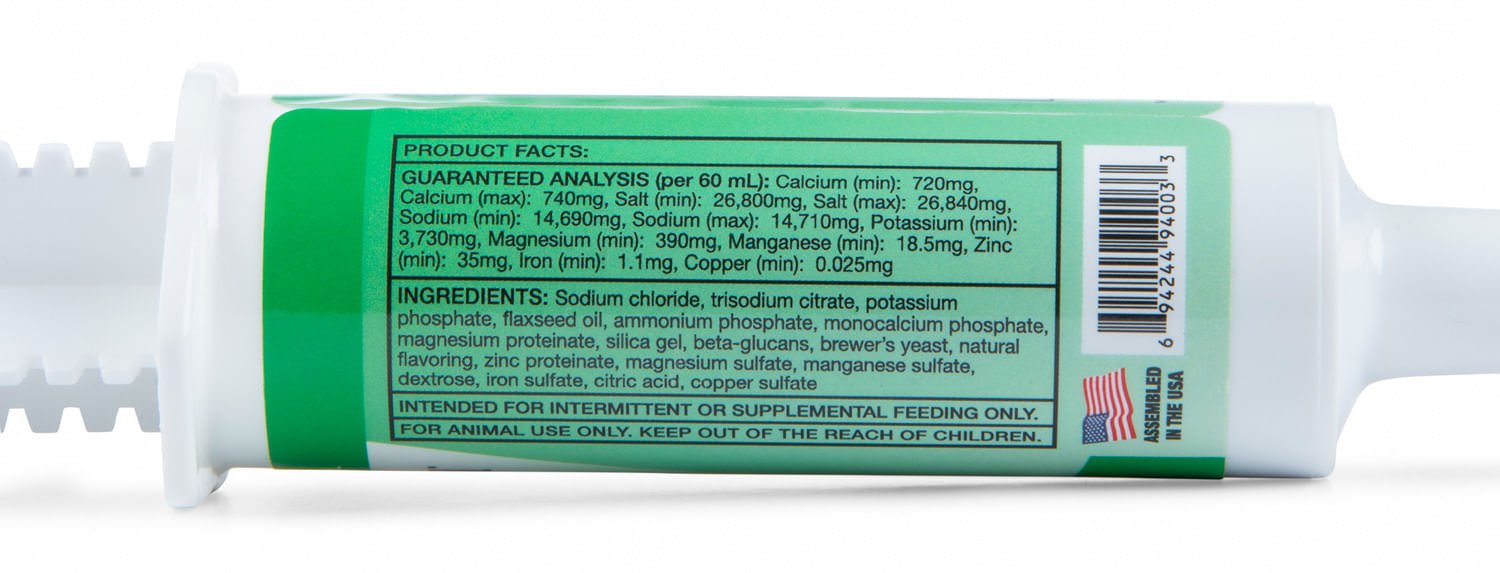 PRODUCT FACTS:
GUARANTEED ANALYSIS (per 60 mL): Calcium (min): 720mg,
Calcium (max): 740mg, Salt (min): 26,800mg, Salt (max): 26,840mg,
Sodium (min): 14,690mg, Sodium (max): 14,710mg, Potassium (min):
3,730mg, Magnesium (min): 390mg, Manganese (min): 18.5mg, Zinc
(min): 35mg, Iron (min): 1.1mg, Copper (min): 0.025mg
INGREDIENTS: Sodium chloride, trisodium citrate, potassium
phosphate, flaxseed oil, ammonium phosphate, monocalcium phosphate,
magnesium proteinate, silica gel, beta-glucans, brewer's yeast, natural
flavoring, zinc proteinate, magnesium sulfate, manganese sulfate,
dextrose, iron sulfate, citric acid, copper sulfate
INTENDED FOR INTERMITTENT OR SUPPLEMENTAL FEEDING ONLY.
FOR ANIMAL USE ONLY. KEEP OUT OF THE REACH OF CHILDREN.
6 94244 94003 3
ASSEMBLED
IN THE USA